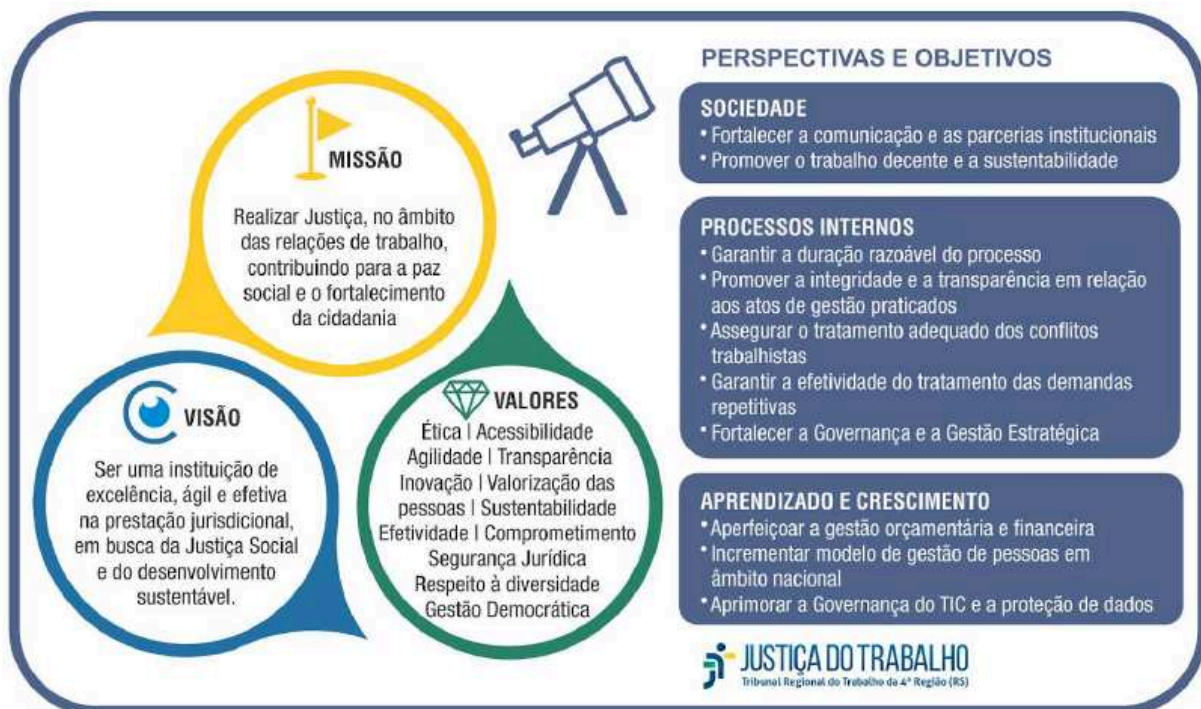 MISSÃO
Realizar Justiça, no âmbito
das relações de trabalho,
contribuindo para a paz
social e o fortalecimento
da cidadania
VISÃO
Ser uma instituição de
excelência, ágil e efetiva
na prestação jurisdicional,
em busca da Justiça Social
e do desenvolvimento
sustentável.
VALORES
Ética | Acessibilidade
Agilidade | Transparência
Inovação | Valorização das
pessoas | Sustentabilidade
Efetividade | Comprometimento
Segurança Jurídica
Respeito à diversidade
Gestão Democrática
PERSPECTIVAS E OBJETIVOS
SOCIEDADE
• Fortalecer a comunicação e as parcerias institucionais
• Promover o trabalho decente e a sustentabilidade
PROCESSOS INTERNOS
• Garantir a duração razoável do processo
• Promover a integridade e a transparência em relação
aos atos de gestão praticados
• Assegurar o tratamento adequado dos conflitos
trabalhistas
• Garantir a efetividade do tratamento das demandas
repetitivas
• Fortalecer a Governança e a Gestão Estratégica
APRENDIZADO E CRESCIMENTO
• Aperfeiçoar a gestão orçamentária e financeira
• Incrementar modelo de gestão de pessoas em
âmbito nacional
• Aprimorar a Governança do TIC e a proteção de dados
JUSTIÇA DO TRABALHO
Tribunal Regional do Trabalho da 4ª Região (RS)